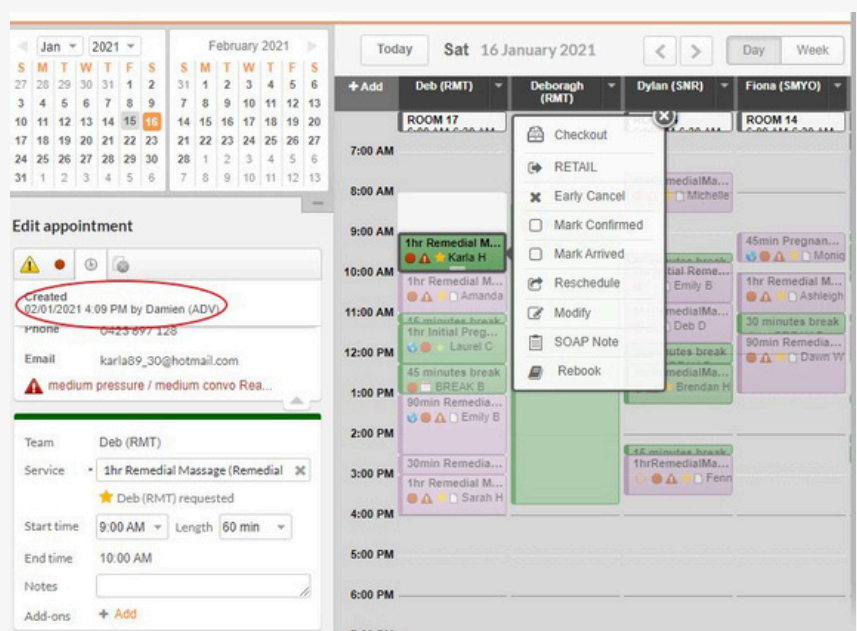 Jan 2021
February 2021
S M T W T F S
S M T W T F S
27 28 29 30 31 1 2
31 1 2 3 4 5 6
3 4 5 6 7 8 9
7 8 9 10 11 12 13
10 11 12 13 14 15 16
14 15 16 17 18 19 20
17 18 19 20 21 22 23
21 22 23 24 25 26 27
24 25 26 27 28 29 30
28 1 2 3 4 5 6
31 1 2 3 4 5 6
7 8 9 10 11 12 13
Edit appointment
Created
02/01/2021 4:09 PM by Damien (ADV)
Phone 0423 697 128
Email karla89_30@hotmail.com
medium pressure / medium convo Rea...
Team Deb (RMT)
Service • 1hr Remedial Massage (Remedial
Deb (RMT) requested
Start time 9:00 AM Length 60 min
End time 10:00 AM
Notes
Add-ons + Add
Today Sat 16 January 2021 Day Week
+ Add
Deb (RMT)
Deboragh (RMT)
Dylan (SNR)
Fiona (SMYO)
7:00 AM
8:00 AM
9:00 AM
10:00 AM
11:00 AM
12:00 PM
1:00 PM
2:00 PM
3:00 PM
4:00 PM
5:00 PM
6:00 PM
ROOM 17
1hr Remedial M...
Karla H
1hr Remedial M...
Amanda
15 minutes break
1hr Initial Preg...
Laurel C
45 minutes break
BREAK B
90min Remedia...
Emily B
30min Remedia...
1hr Remedial M...
Sarah H
Checkout
RETAIL
Early Cancel
Mark Confirmed
Mark Arrived
Reschedule
Modify
SOAP Note
Rebook
medialMa...
Michelle
tial Reme...
Emily B
medialMa...
Deb D
utes break
medialMa...
Brendan H
15 minutes break
1hrRemedialMa...
Fenn
ROOM 14
45min Pregnan...
Moniq
1hr Remedial M...
Ashleigh
30 minutes break
90min Remedia...
Dawn W